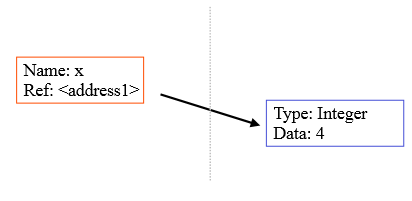 Name: x
Ref: <address1>
Type: Integer
Data: 4